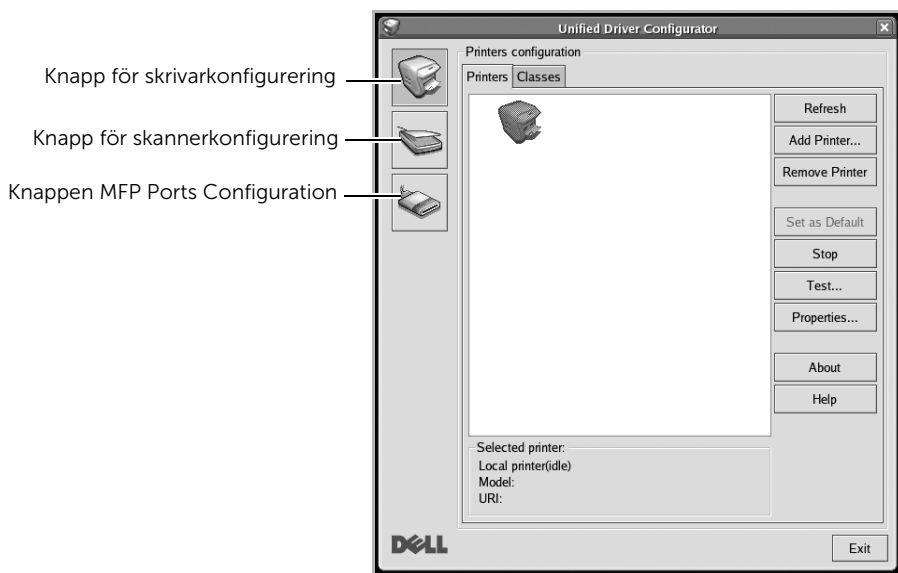 Unified Driver Configurator
Knapp för skrivarkonfigurering
Knapp för skannerkonfigurering
Knappen MFP Ports Configuration
Printers configuration
Printers Classes
Refresh
Add Printer...
Remove Printer
Set as Default
Stop
Test...
Properties...
About
Help
Selected printer:
Local printer(idle)
Model:
URI:
DELL
Exit